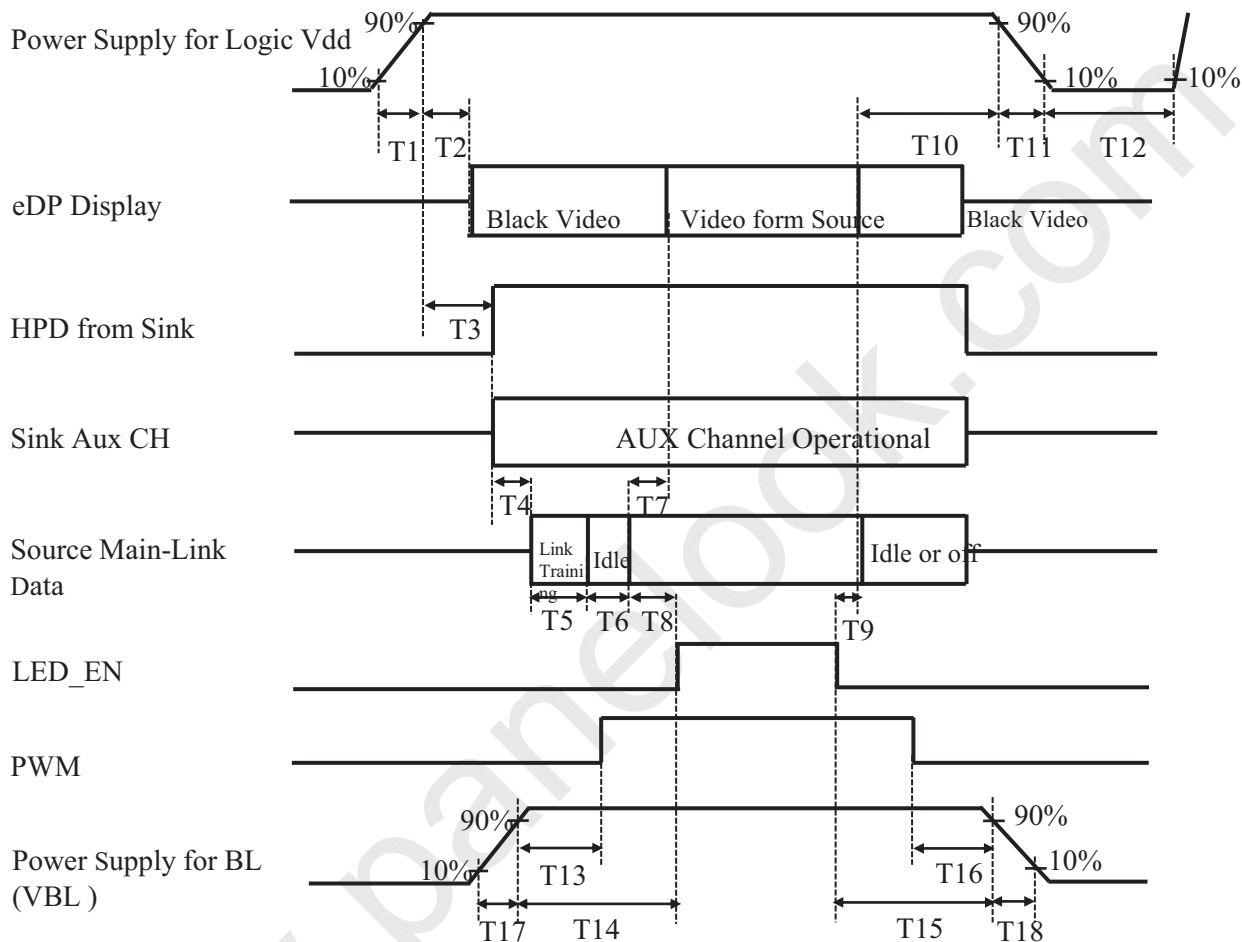 Power Supply for Logic Vdd
90%
90%
10%
10%
10%
T1
T2
T10
T11
T12
eDP Display
Black Video
Video form Source
Black Video
HPD from Sink
T3
Sink Aux CH
AUX Channel Operational
T4
T7
Source Main-Link
Data
Link
Traini
ng
Idle
Idle or off
T5
T6
T8
T9
LED_EN
PWM
90%
90%
Power Supply for BL
(VBL )
10%
10%
T13
T16
T17
T14
T15
T18
panelook.com